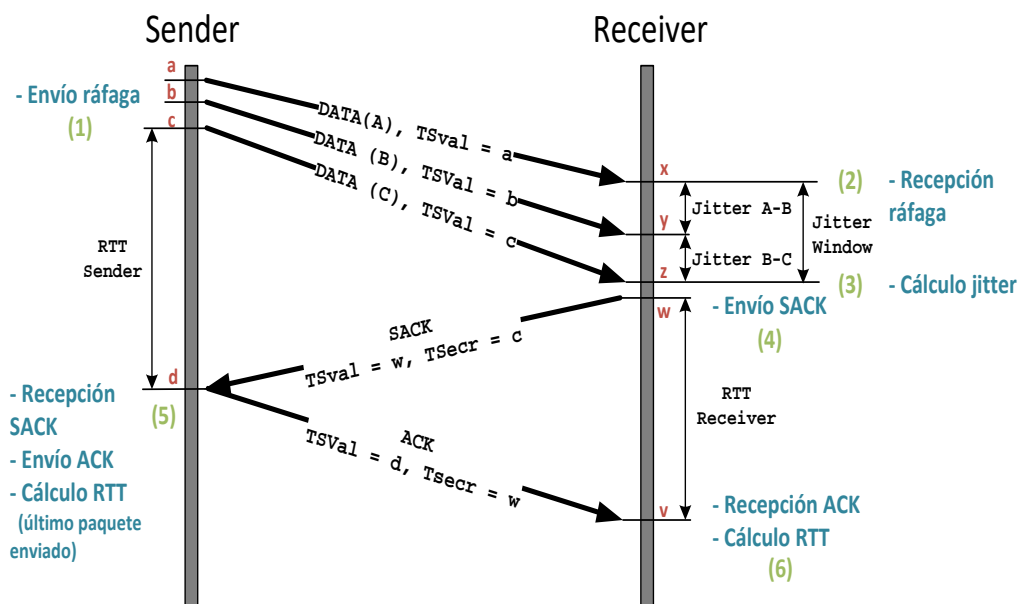 Sender
Receiver
a
b
c
- Envío ráfaga
(1)
DATA(A), TSval = a
DATA (B), TSVal = b
DATA (C), TSVal = c
x
y
z
w
Jitter A-B
Jitter B-C
Jitter
Window
(2)
- Recepción
ráfaga
(3)
- Cálculo jitter
RTT
Sender
- Envío SACK
(4)
SACK
TSval = w, TSecr = c
d
(5)
- Recepción
SACK
- Envío ACK
- Cálculo RTT
(último paquete
enviado)
RTT
Receiver
ACK
TSVal = d, Tsecr = w
v
- Recepción ACK
- Cálculo RTT
(6)